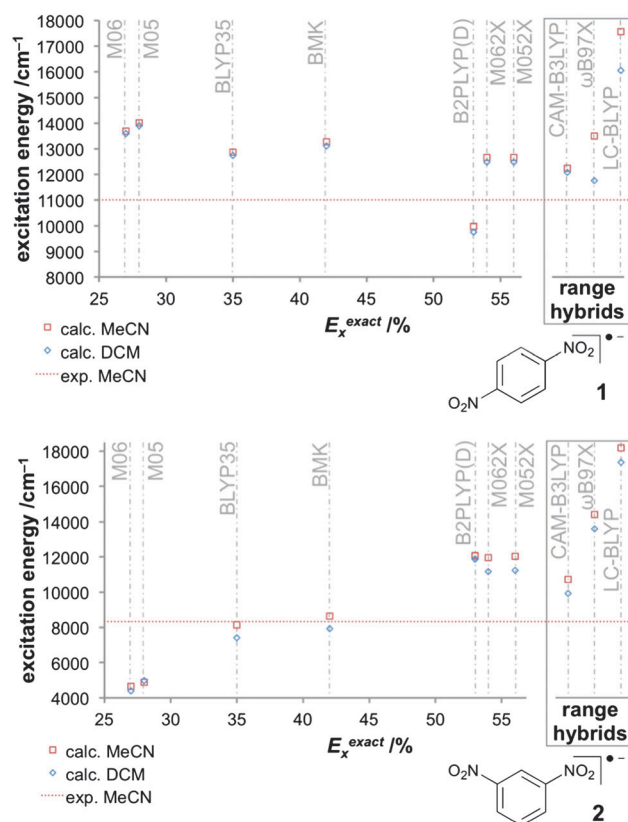 18000
17000
16000
15000
14000
13000
12000
11000
10000
9000
8000
excitation energy /cm⁻¹
M06
M05
BLYP35
BMK
B2PLYP(D)
M062X
M052X
CAM-B3LYP
ωB97X
LC-BLYP
25 30 35 40 45 50 55
Eₓᵉˣᵃᶜᵗ /%
range
hybrids
calc. MeCN
calc. DCM
exp. MeCN
NO₂
•−
O₂N
1
18000
16000
14000
12000
10000
8000
6000
4000
excitation energy /cm⁻¹
M06
M05
BLYP35
BMK
B2PLYP(D)
M062X
M052X
CAM-B3LYP
ωB97X
LC-BLYP
25 30 35 40 45 50 55
Eₓᵉˣᵃᶜᵗ /%
range
hybrids
calc. MeCN
calc. DCM
exp. MeCN
O₂N NO₂
•−
2